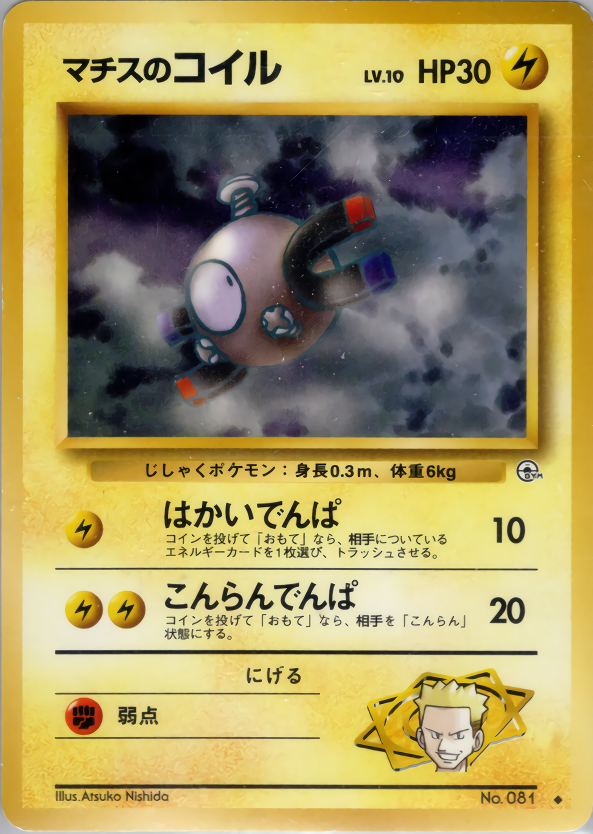 マチスのコイル LV.10 HP30
じしゃくポケモン：身長0.3m、体重6kg
GYM
はかいでんぱ 10
コインを投げて「おもて」なら、相手についている
エネルギーカードを1枚選び、トラッシュさせる。
こんらんでんぱ 20
コインを投げて「おもて」なら、相手を「こんらん」
状態にする。
にげる
弱点
Illus.Atsuko Nishida No. 081